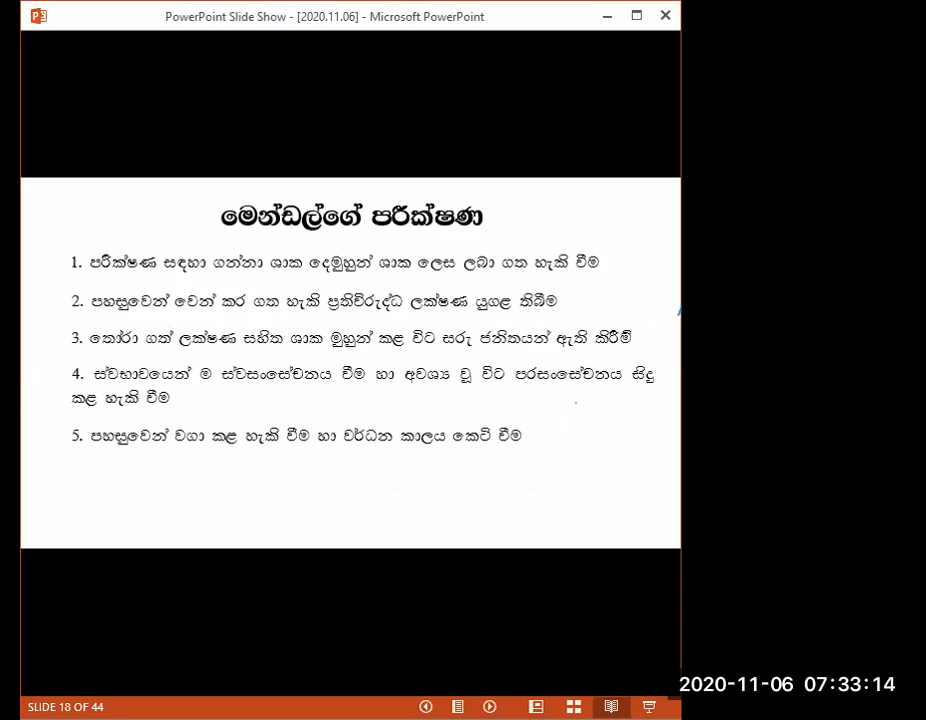 PowerPoint Slide Show - [2020.11.06] - Microsoft PowerPoint
මෙන්ඩල්ගේ පරීක්ෂණ
1. පරීක්ෂණ සඳහා ගන්නා ශාක දෙමුහුන් ශාක ලෙස ලබා ගත හැකි වීම
2. පහසුවෙන් වෙන් කර ගත හැකි ප්‍රතිවිරුද්ධ ලක්ෂණ යුගළ තිබීම
3. තෝරා ගත් ලක්ෂණ සහිත ශාක මුහුන් කළ විට සරු ජනිතයන් ඇති කිරීම්
4. ස්වභාවයෙන් ම ස්වසංසේචනය වීම හා අවශ්‍ය වූ විට පරසංසේචනය සිදු
කළ හැකි වීම
5. පහසුවෙන් වගා කළ හැකි වීම හා වර්ධන කාලය කෙටි වීම
2020-11-06 07:33:14
SLIDE 18 OF 44